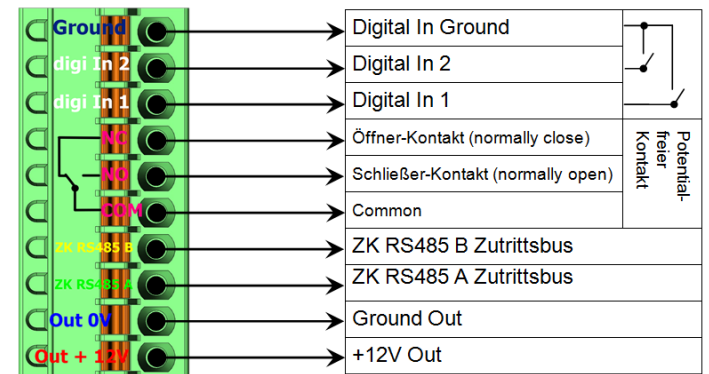 Ground Digital In Ground
digi In 2 Digital In 2
digi In 1 Digital In 1
NC Öffner-Kontakt (normally close)
NO Schließer-Kontakt (normally open)
COM Common
Potential-
freier
Kontakt
ZK RS485 B ZK RS485 B Zutrittsbus
ZK RS485 A ZK RS485 A Zutrittsbus
Out 0V Ground Out
Out + 12V +12V Out